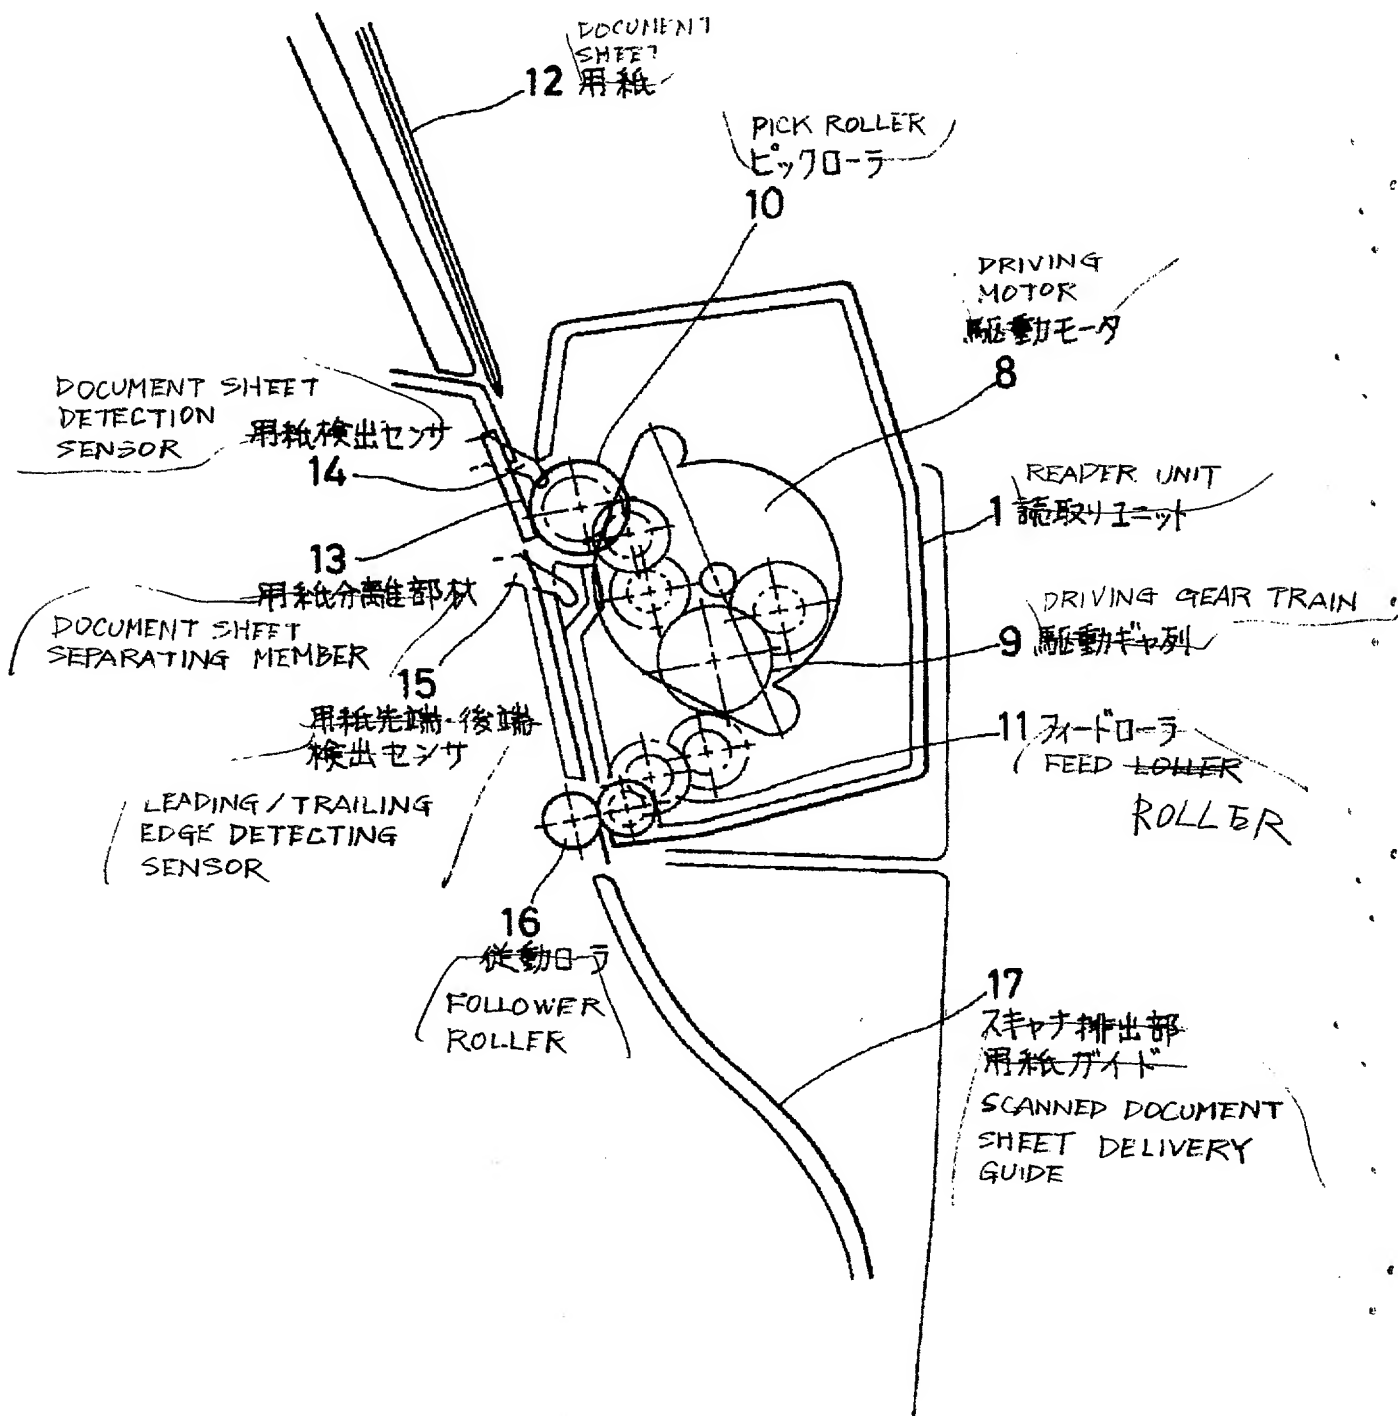 DOCUMENT
SHEET
12 用紙
PICK ROLLER
ピックローラ
10
DRIVING
MOTOR
駆動モータ
8
DOCUMENT SHEET
DETECTION
SENSOR
用紙検出センサ
14
READER UNIT
1 読取りユニット
13
用紙分離部材
DOCUMENT SHEET
SEPARATING MEMBER
DRIVING GEAR TRAIN
9 駆動ギャ列
15
用紙先端・後端
検出センサ
LEADING/TRAILING
EDGE DETECTING
SENSOR
11 フィードローラ
FEED LOLLER
ROLLER
16
従動ローラ
FOLLOWER
ROLLER
17
スキャナ排出部
用紙ガイド
SCANNED DOCUMENT
SHEET DELIVERY
GUIDE